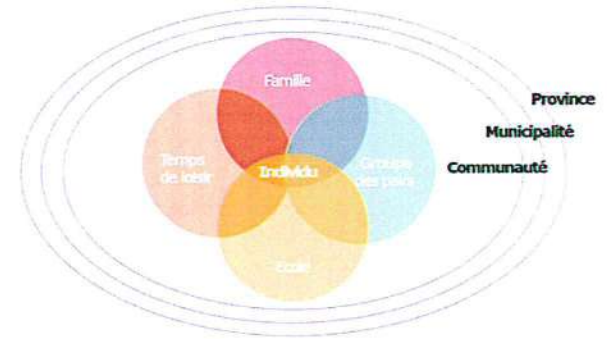 Famille
Province
Municipalité
Temps
de loisir
Individu
Groupe
des pairs
Communauté
École